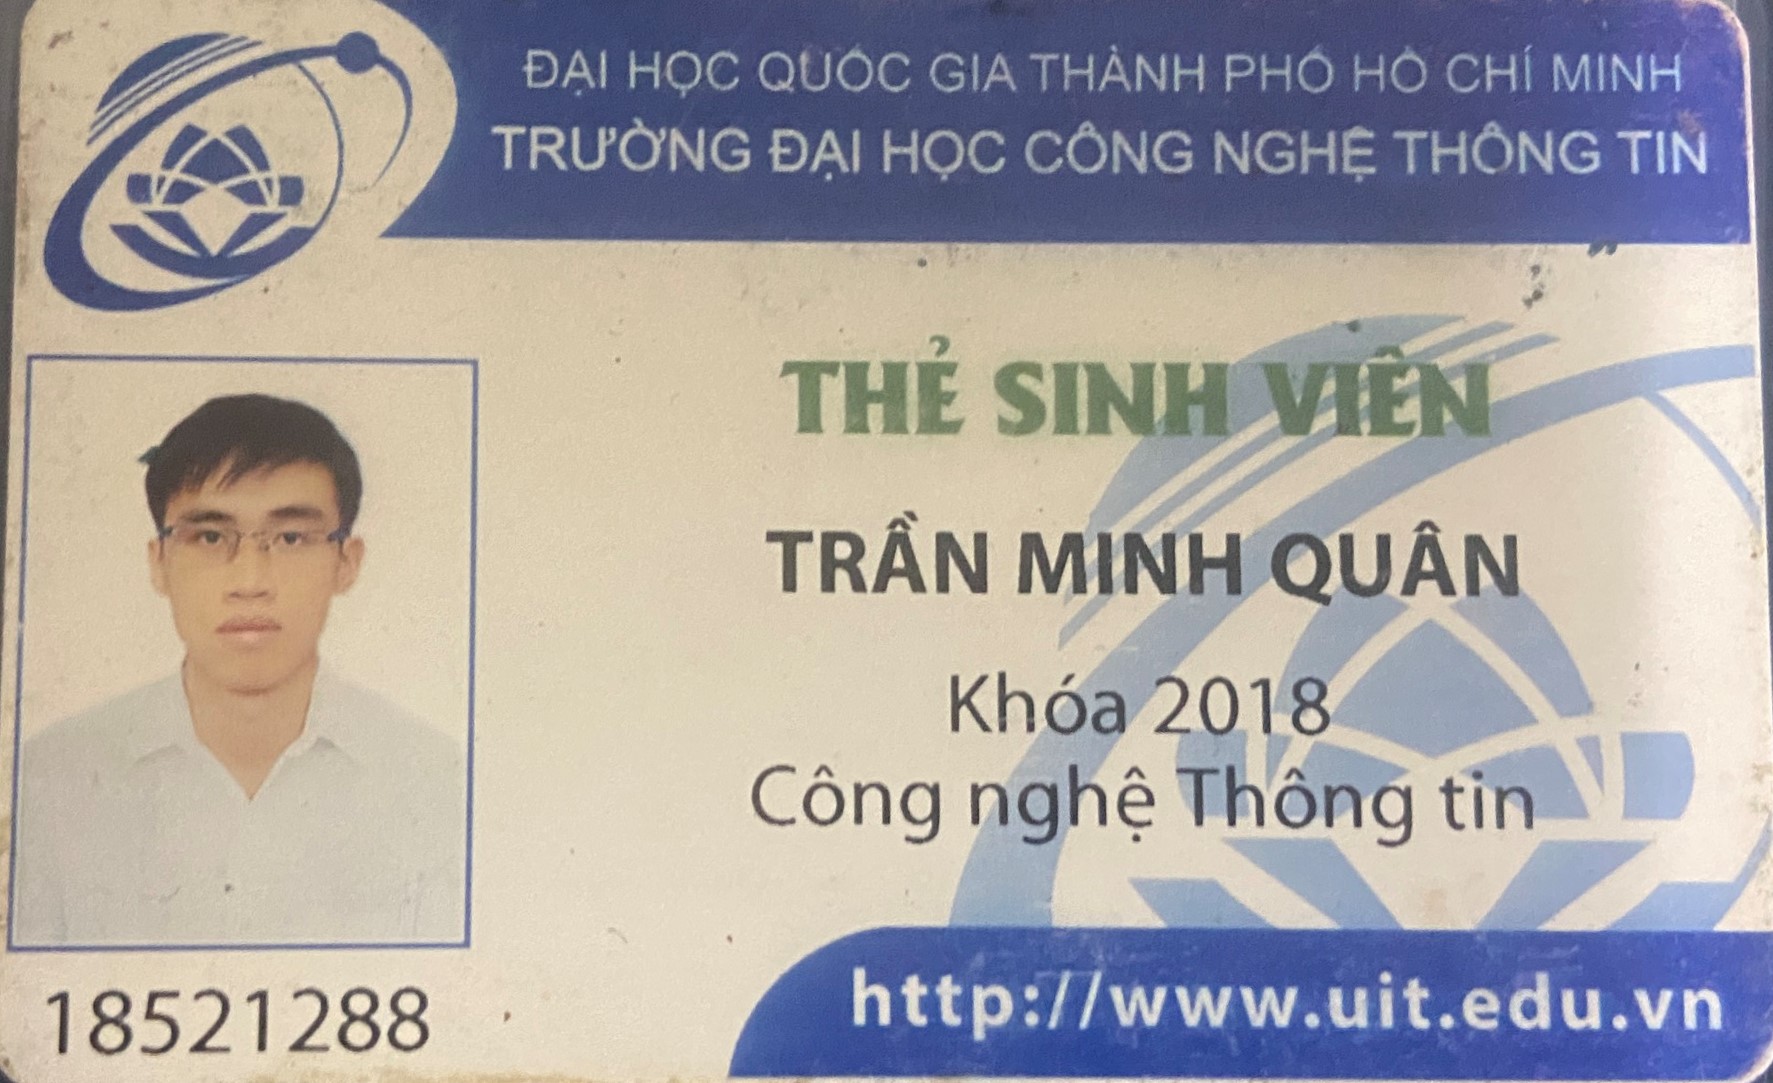 ĐẠI HỌC QUỐC GIA THÀNH PHỐ HỒ CHÍ MINH
TRƯỜNG ĐẠI HỌC CÔNG NGHỆ THÔNG TIN
THẺ SINH VIÊN
TRẦN MINH QUÂN
Khóa 2018
Công nghệ Thông tin
18521288
http://www.uit.edu.vn